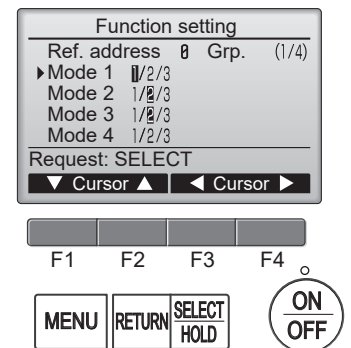 Function setting
Ref. address 0 Grp. (1/4)
▶Mode 1 1/2/3
Mode 2 1/2/3
Mode 3 1/2/3
Mode 4 1/2/3
Request: SELECT
▼ Cursor ▲ ◀ Cursor ▶
F1 F2 F3 F4
MENU RETURN SELECT HOLD ON OFF